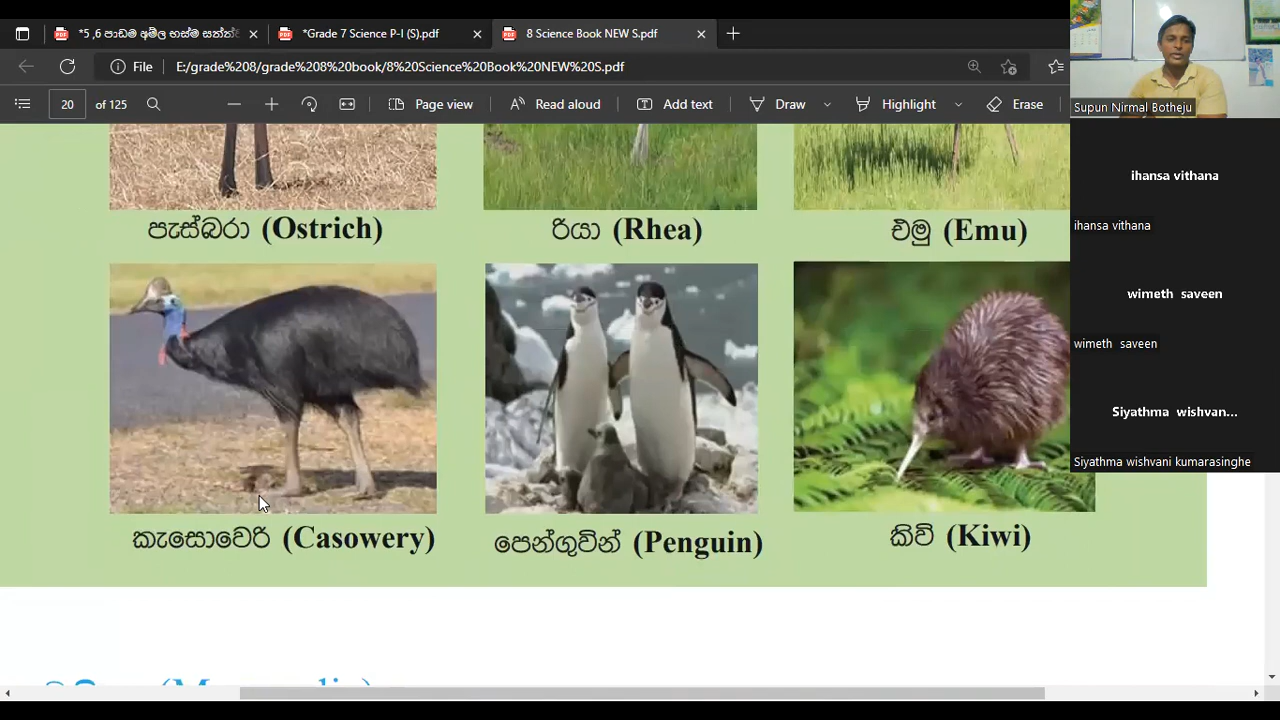 *5 ,6 පාඩම අම්ල භාස්ම
*Grade 7 Science P-I (S).pdf
8 Science Book NEW S.pdf
File
E:/grade%208/grade%208%20book/8%20Science%20Book%20NEW%20S.pdf
20 of 125
Page view
Read aloud
Add text
Draw
Highlight
Erase
Supun Nirmal Botheju
ihansa vithana
ihansa vithana
wimeth saveen
wimeth saveen
Siyathma wishvan...
Siyathma wishvani kumarasinghe
පැස්බරා (Ostrich)
රියා (Rhea)
එමු (Emu)
කැසොවෙරි (Casowery)
පෙන්ගුවින් (Penguin)
කිවි (Kiwi)